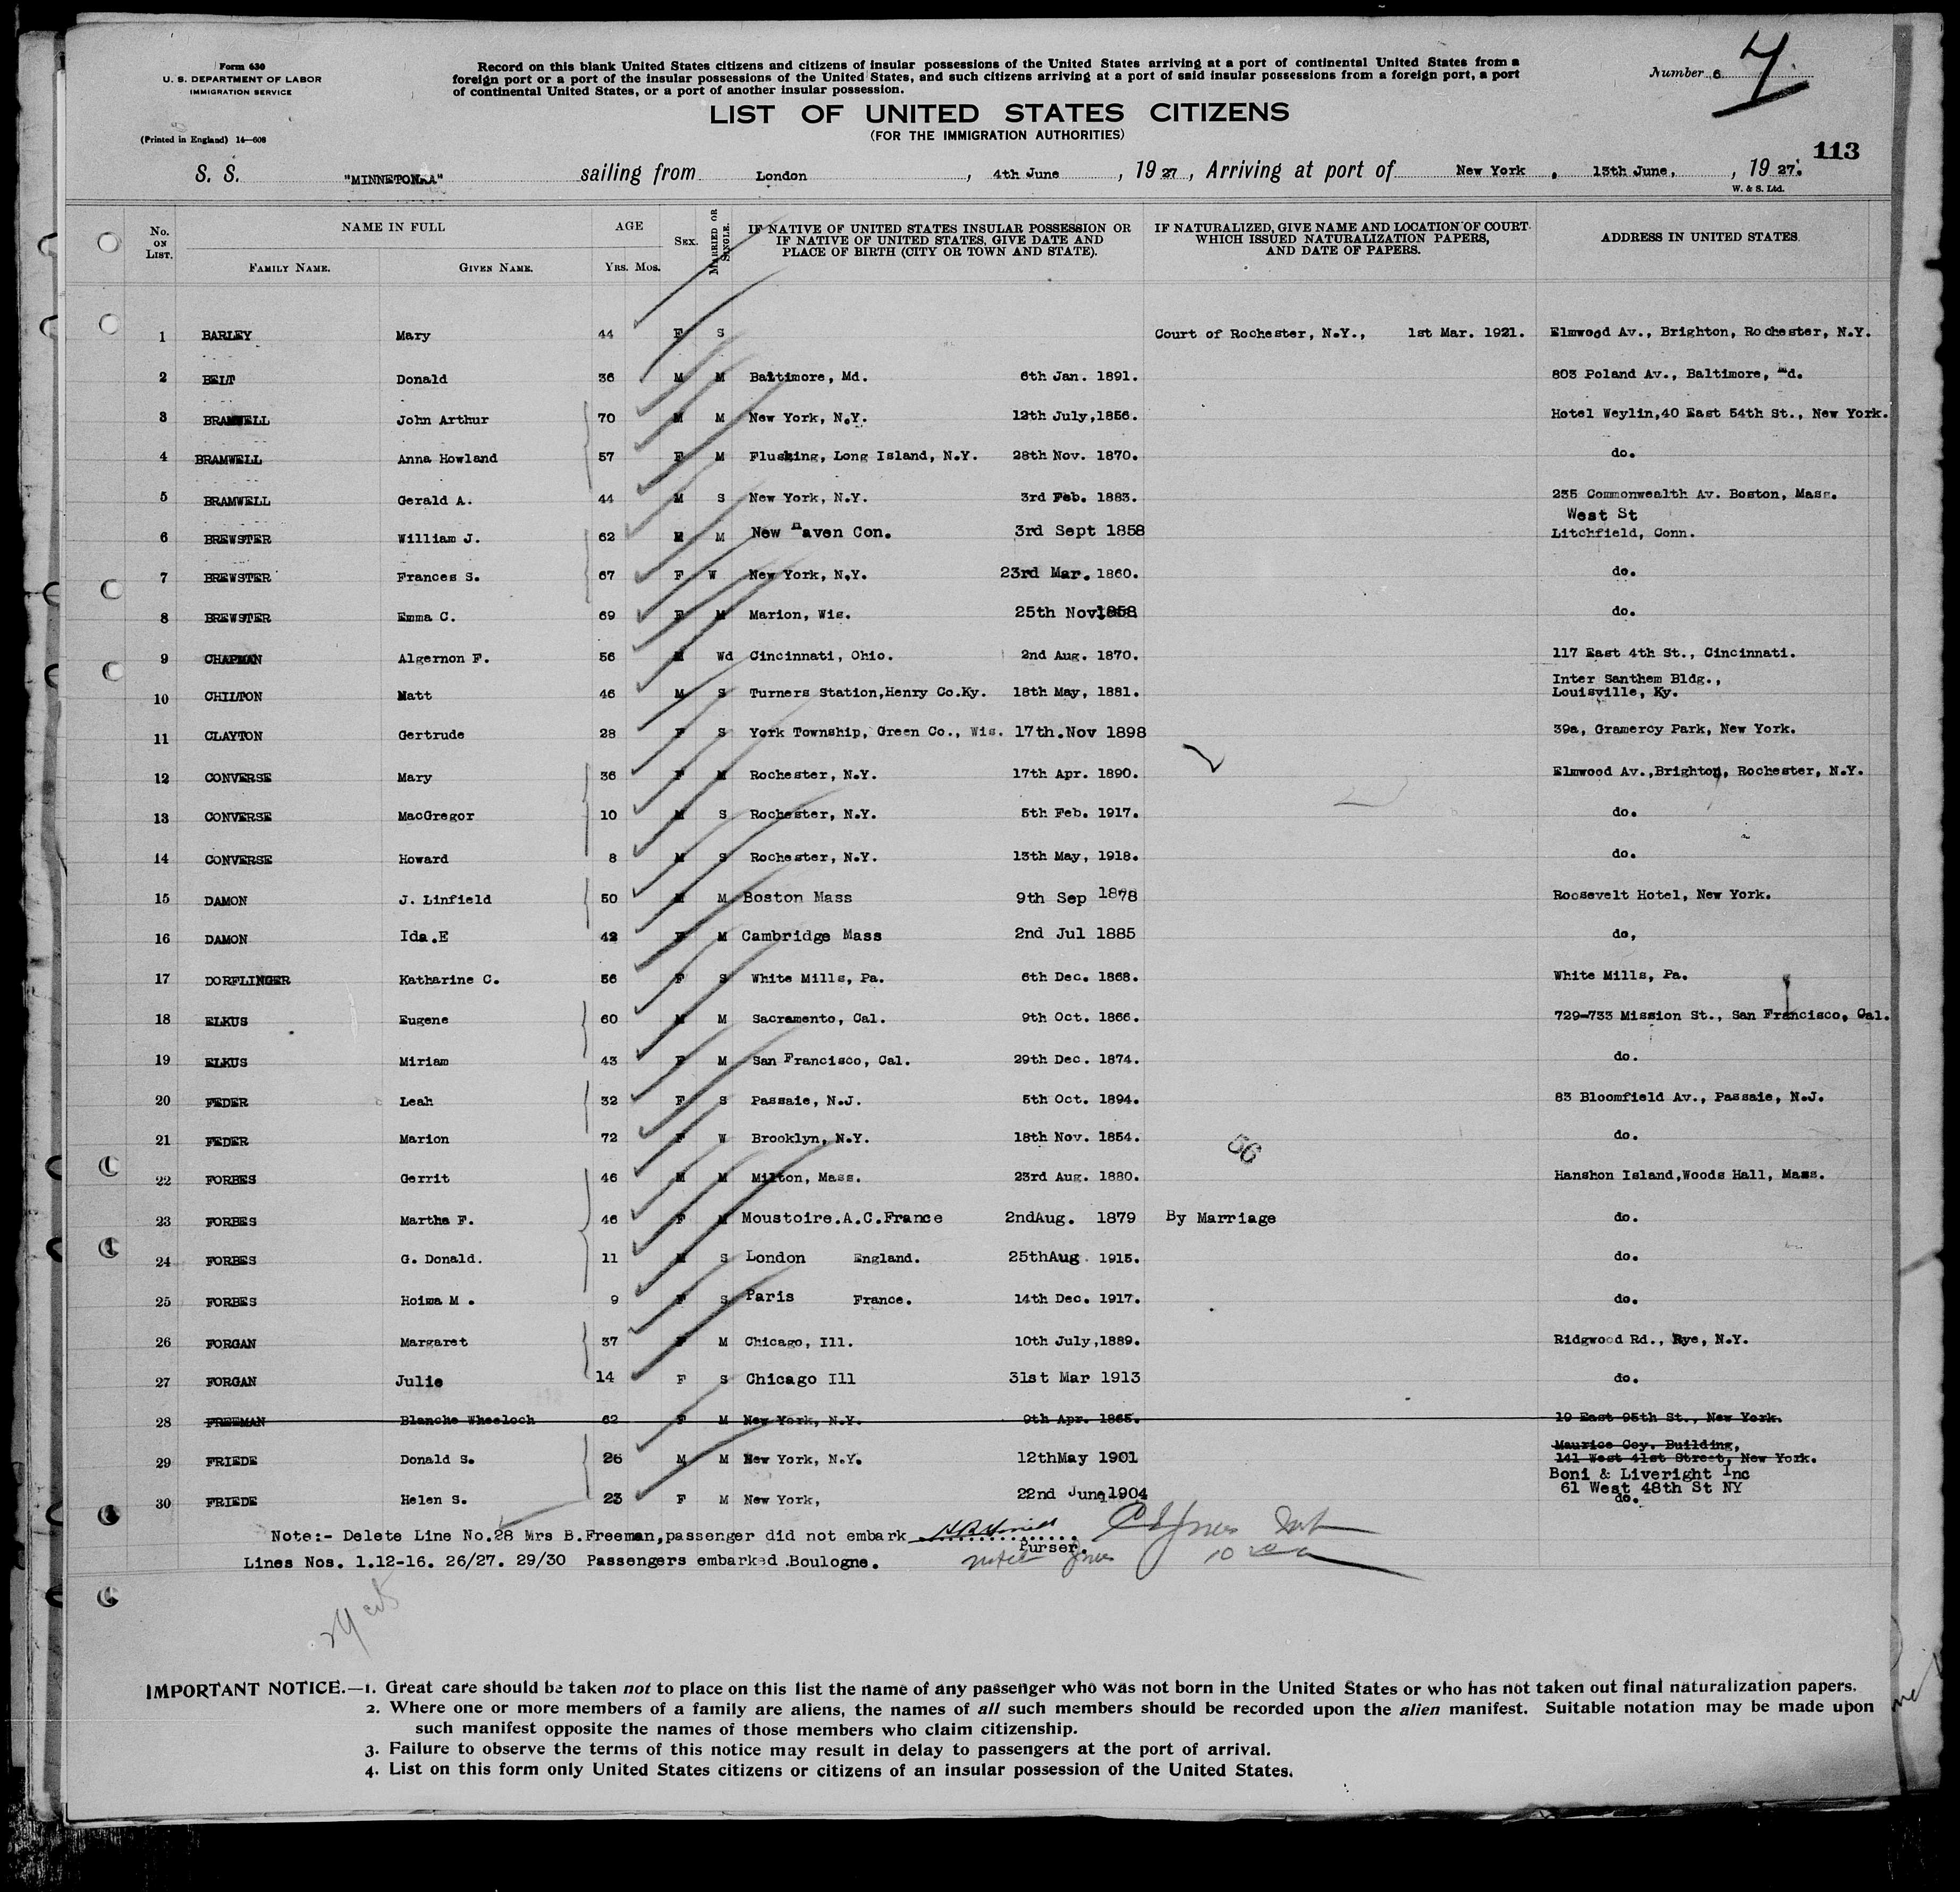 Form 630
U. S. DEPARTMENT OF LABOR
IMMIGRATION SERVICE
(Printed in England) 14—608
Record on this blank United States citizens and citizens of insular possessions of the United States arriving at a port of continental United States from a
foreign port or a port of the insular possessions of the United States, and such citizens arriving at a port of said insular possessions from a foreign port, a port
of continental United States, or a port of another insular possession.
Number 6 7
LIST OF UNITED STATES CITIZENS
(FOR THE IMMIGRATION AUTHORITIES)
113
S. S. "MINNETONKA" sailing from London, 4th June, 1927, Arriving at port of New York, 13th June, 1927.
W. & S. Ltd.
No. ON LIST. NAME IN FULL FAMILY NAME. GIVEN NAME. AGE YRS. MOS. SEX. MARRIED OR SINGLE. IF NATIVE OF UNITED STATES INSULAR POSSESSION OR IF NATIVE OF UNITED STATES, GIVE DATE AND PLACE OF BIRTH (CITY OR TOWN AND STATE). IF NATURALIZED, GIVE NAME AND LOCATION OF COURT WHICH ISSUED NATURALIZATION PAPERS, AND DATE OF PAPERS. ADDRESS IN UNITED STATES.
1 BARLEY Mary 44 F S Court of Rochester, N.Y., 1st Mar. 1921. Elmwood Av., Brighton, Rochester, N.Y.
2 BELT Donald 36 M M Baltimore, Md. 6th Jan. 1891. 803 Poland Av., Baltimore, Md.
3 BRAMWELL John Arthur 70 M M New York, N.Y. 12th July, 1856. Hotel Weylin, 40 East 54th St., New York.
4 BRAMWELL Anna Howland 57 F M Flushing, Long Island, N.Y. 28th Nov. 1870. do.
5 BRAMWELL Gerald A. 44 M S New York, N.Y. 3rd Feb. 1883. 235 Commonwealth Av. Boston, Mass.
6 BREWSTER William J. 62 M M New Haven Con. 3rd Sept 1858 West St Litchfield, Conn.
7 BREWSTER Frances S. 67 F W New York, N.Y. 23rd Mar. 1860. do.
8 BREWSTER Emma C. 69 F M Marion, Wis. 25th Nov 1858 do.
9 CHAPMAN Algernon F. 56 M Wd Cincinnati, Ohio. 2nd Aug. 1870. 117 East 4th St., Cincinnati.
10 CHILTON Matt 46 M S Turners Station, Henry Co. Ky. 18th May, 1881. Inter Santhem Bldg., Louisville, Ky.
11 CLAYTON Gertrude 28 F S York Township, Green Co., Wis. 17th. Nov 1898 39a, Gramercy Park, New York.
12 CONVERSE Mary 36 F M Rochester, N.Y. 17th Apr. 1890. Elmwood Av., Brighton, Rochester, N.Y.
13 CONVERSE MacGregor 10 M S Rochester, N.Y. 5th Feb. 1917. do.
14 CONVERSE Howard 8 M S Rochester, N.Y. 13th May, 1918. do.
15 DAMON J. Linfield 50 M M Boston Mass 9th Sep 1878 Roosevelt Hotel, New York.
16 DAMON Ida.E 42 F M Cambridge Mass 2nd Jul 1885 do,
17 DORFLINGER Katharine C. 56 F S White Mills, Pa. 6th Dec. 1868. White Mills, Pa.
18 ELKUS Eugene 60 M M Sacramento, Cal. 9th Oct. 1866. 729-733 Mission St., San Francisco, Cal.
19 ELKUS Miriam 43 F M San Francisco, Cal. 29th Dec. 1874. do.
20 FEDER Leah 32 F S Passaie, N.J. 5th Oct. 1894. 83 Bloomfield Av., Passaie, N.J.
21 FEDER Marion 72 F W Brooklyn, N.Y. 18th Nov. 1854. do.
56
22 FORBES Gerrit 46 M M Milton, Mass. 23rd Aug. 1880. Hanshon Island, Woods Hall, Mass.
23 FORBES Martha F. 46 F M Moustoire.A.C.France 2ndAug. 1879 By Marriage do.
24 FORBES G. Donald. 11 M S London England. 25thAug 1915. do.
25 FORBES Hoima M. 9 F S Paris France. 14th Dec. 1917. do.
26 FORGAN Margaret 37 F M Chicago, Ill. 10th July, 1889. Ridgwood Rd., Rye, N.Y.
27 FORGAN Julie 14 F S Chicago Ill 31st Mar 1913 do.
28 FREEMAN Blanche Wheeloch 62 F M New York, N.Y. 9th Apr. 1865. 19 East 95th St., New York.
29 FRIEDE Donald S. 26 M M New York, N.Y. 12thMay 1901 Maurice Coy. Building, 141 West 41st Street, New York.
Boni & Liveright Inc
61 West 48th St NY
30 FRIEDE Helen S. 23 F M New York, 22nd June 1904 do.
Note:- Delete Line No.28 Mrs B.Freeman, passenger did not embark
Purser.
Lines Nos. 1.12-16. 26/27. 29/30 Passengers embarked Boulogne.
IMPORTANT NOTICE.—1. Great care should be taken not to place on this list the name of any passenger who was not born in the United States or who has not taken out final naturalization papers.
2. Where one or more members of a family are aliens, the names of all such members should be recorded upon the alien manifest. Suitable notation may be made upon
such manifest opposite the names of those members who claim citizenship.
3. Failure to observe the terms of this notice may result in delay to passengers at the port of arrival.
4. List on this form only United States citizens or citizens of an insular possession of the United States.